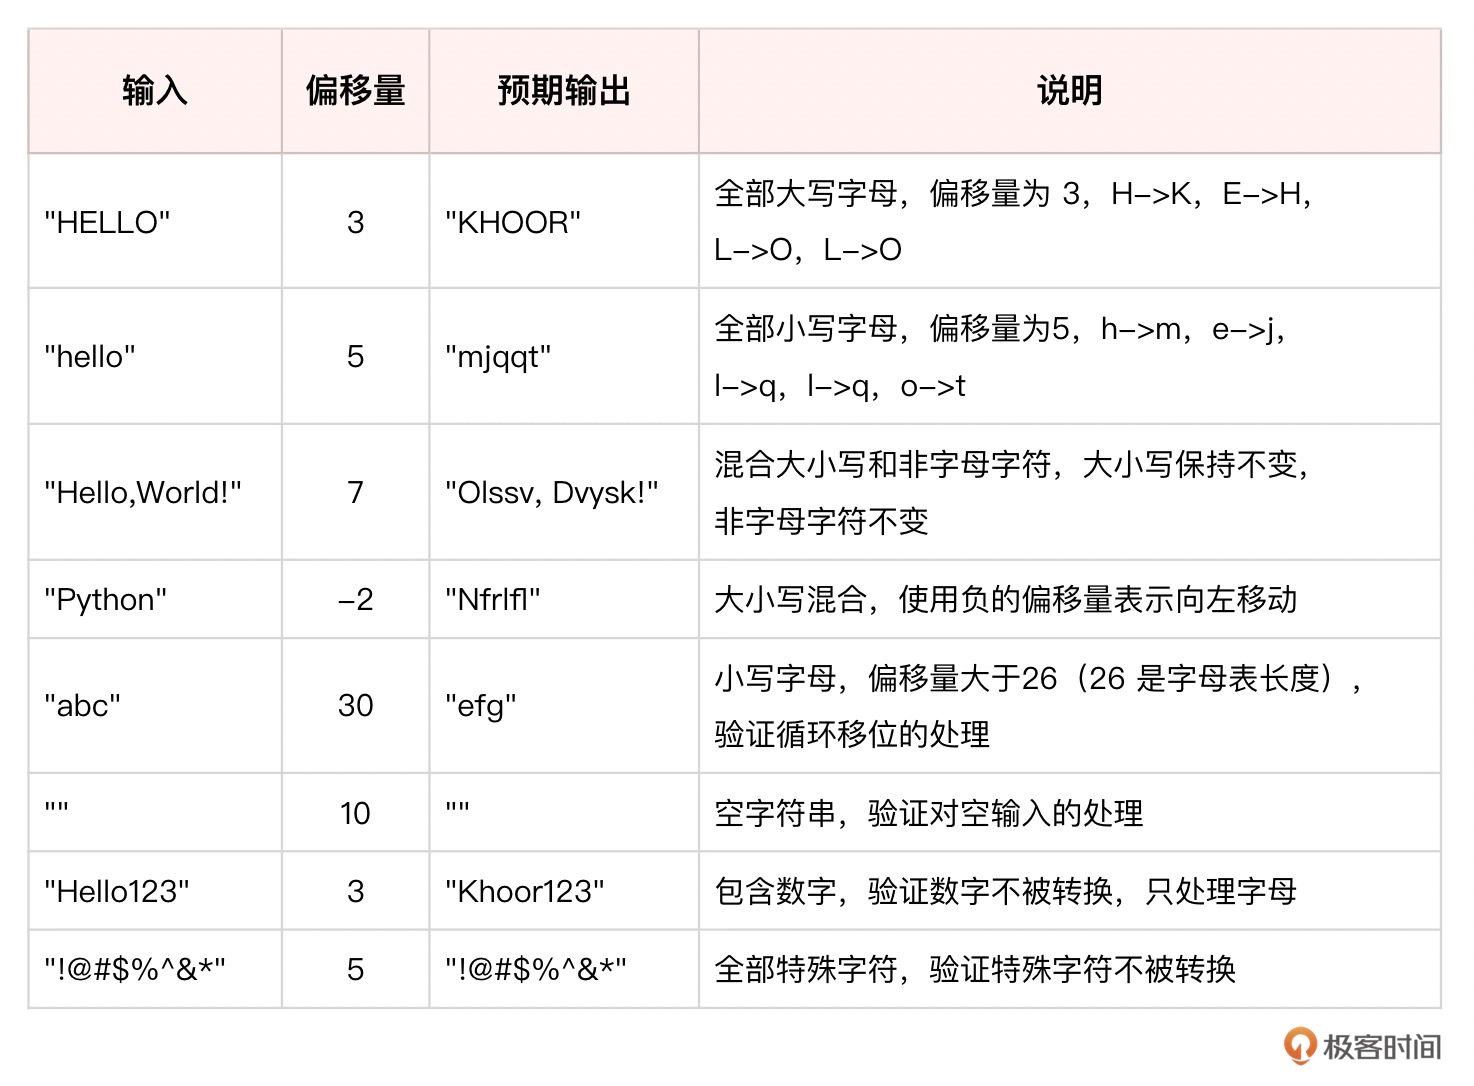 输入 偏移量 预期输出 说明
"HELLO" 3 "KHOOR" 全部大写字母，偏移量为 3，H->K，E->H，
L->O，L->O
"hello" 5 "mjqqt" 全部小写字母，偏移量为5，h->m，e->j，
l->q，l->q，o->t
"Hello,World!" 7 "Olssv, Dvysk!" 混合大小写和非字母字符，大小写保持不变，
非字母字符不变
"Python" -2 "Nfrlfl" 大小写混合，使用负的偏移量表示向左移动
"abc" 30 "efg" 小写字母，偏移量大于26（26 是字母表长度），
验证循环移位的处理
"" 10 "" 空字符串，验证对空输入的处理
"Hello123" 3 "Khoor123" 包含数字，验证数字不被转换，只处理字母
"!@#$%^&*" 5 "!@#$%^&*" 全部特殊字符，验证特殊字符不被转换
极客时间